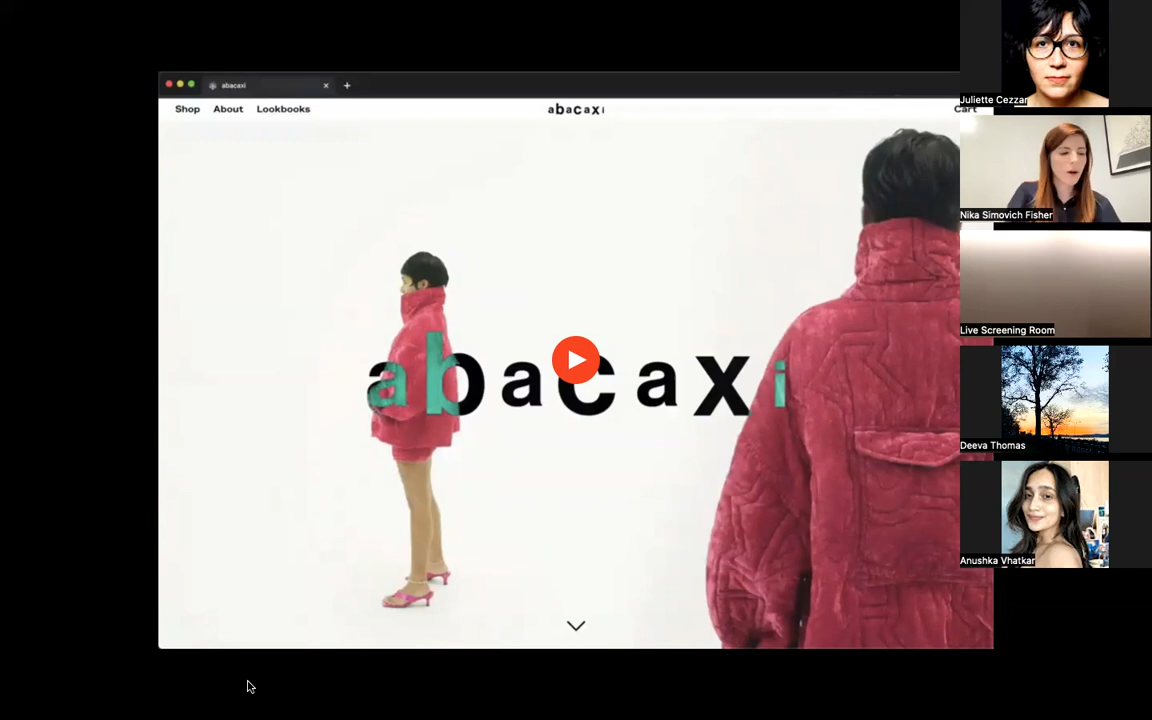 abacaxi
Shop About Lookbooks
abacaxi
Cart
abacaxi
Juliette Cezzar
Nika Simovich Fisher
Live Screening Room
Deeva Thomas
Anushka Vhatkar